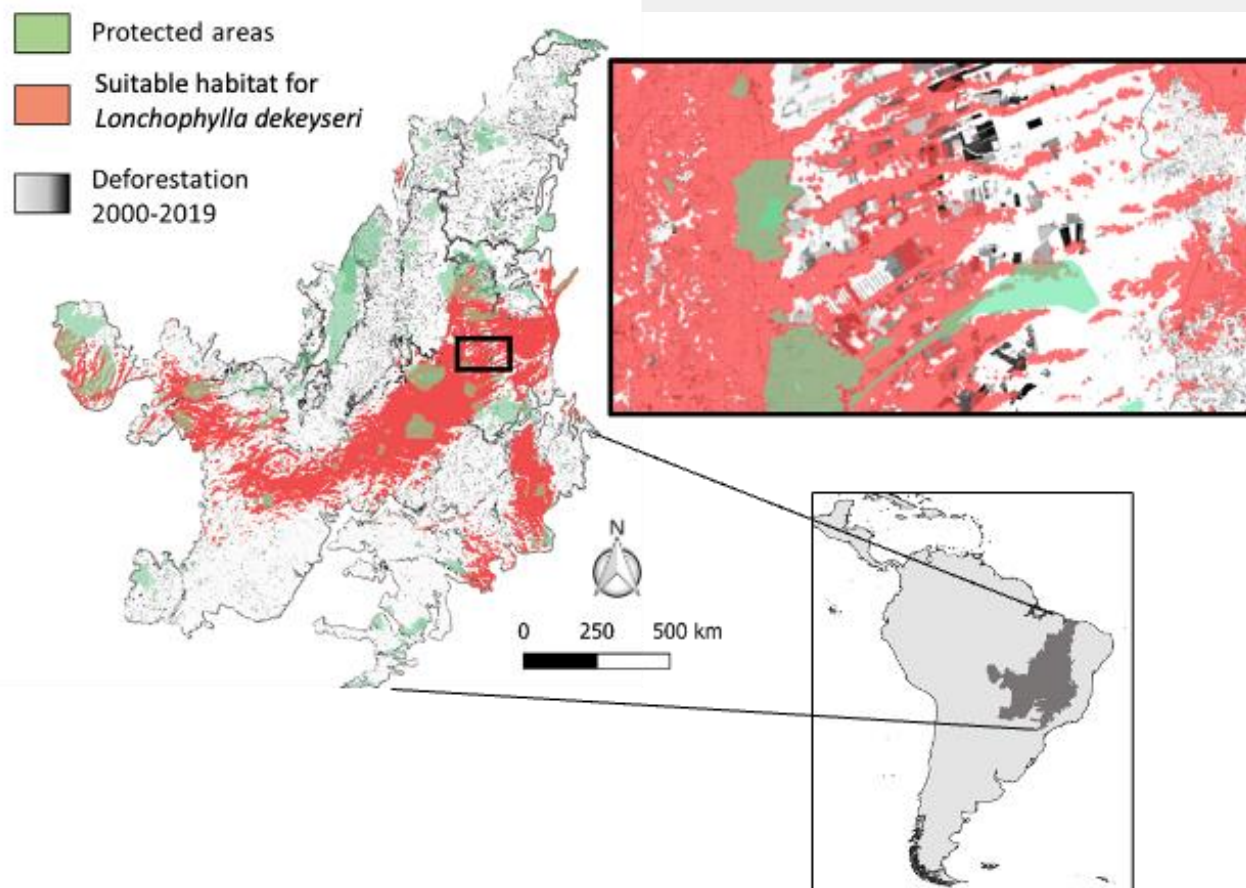 Protected areas
Suitable habitat for
Lonchophylla dekeyseri
Deforestation
2000-2019
N
0 250 500 km